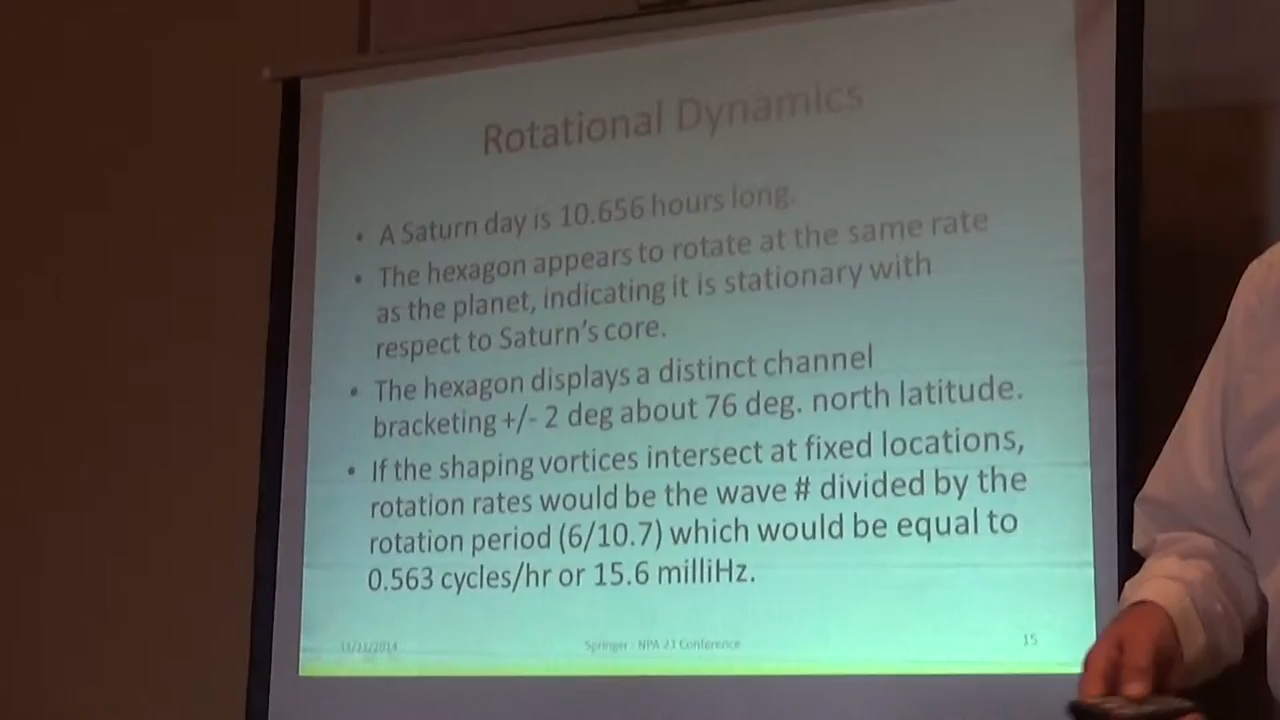 Rotational Dynamics
• A Saturn day is 10.656 hours long.
• The hexagon appears to rotate at the same rate
as the planet, indicating it is stationary with
respect to Saturn's core.
• The hexagon displays a distinct channel
bracketing +/- 2 deg about 76 deg. north latitude.
• If the shaping vortices intersect at fixed locations,
rotation rates would be the wave # divided by the
rotation period (6/10.7) which would be equal to
0.563 cycles/hr or 15.6 milliHz.
Springer NPA 21 Conference
15